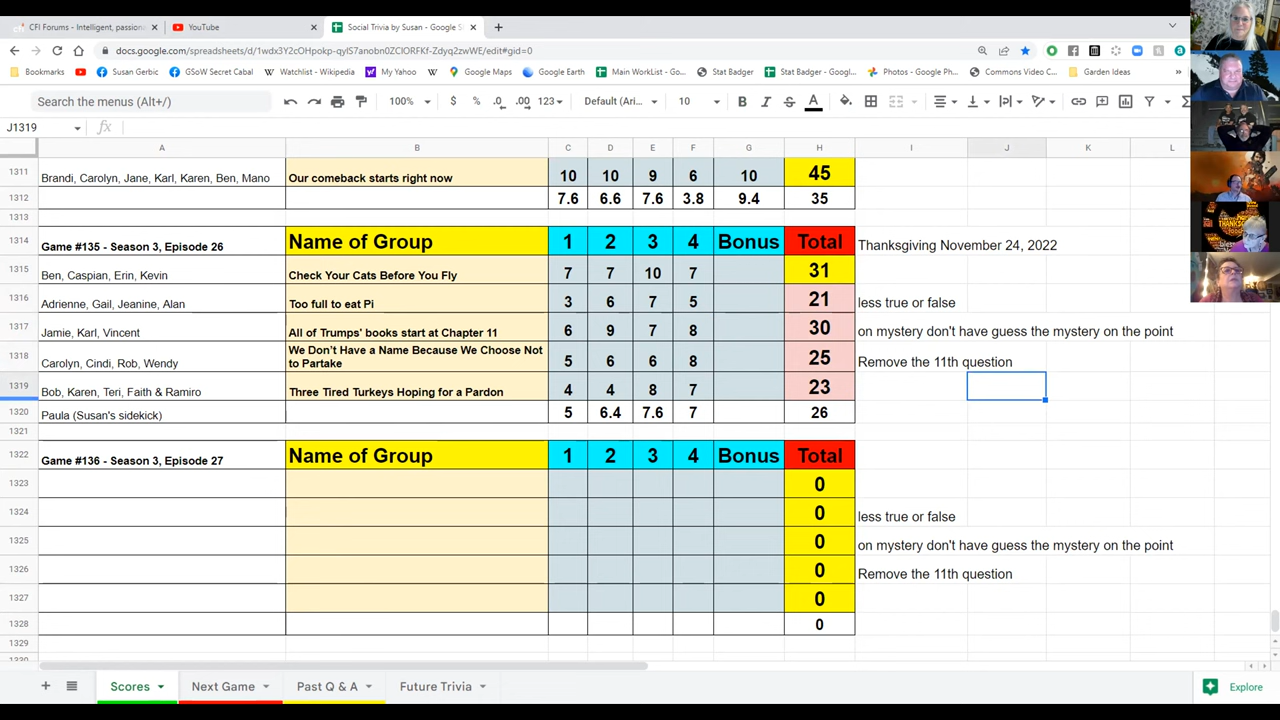 CFI Forums - Intelligent, passion
YouTube
Social Trivia by Susan - Google S
docs.google.com/spreadsheets/d/1wdx3Y2cOHpokp-qyIS7anobn0ZClORFKf-Zdyq2zwWE/edit#gid=0
Bookmarks
Susan Gerbic
GSoW Secret Cabal
Watchlist - Wikipedia
My Yahoo
Google Maps
Google Earth
Main WorkList - Go...
Stat Badger
Stat Badger - Googl...
Photos - Google Ph...
Commons Video C...
Garden Ideas
Search the menus (Alt+/)
100% $ % .0 .00 123 Default (Ari... 10 B I S A
J1319 fx
A B C D E F G H I J K L
1311 Brandi, Carolyn, Jane, Karl, Karen, Ben, Mano Our comeback starts right now 10 10 9 6 10 45
1312 7.6 6.6 7.6 3.8 9.4 35
1313
1314 Game #135 - Season 3, Episode 26 Name of Group 1 2 3 4 Bonus Total Thanksgiving November 24, 2022
1315 Ben, Caspian, Erin, Kevin Check Your Cats Before You Fly 7 7 10 7 31
1316 Adrienne, Gail, Jeanine, Alan Too full to eat Pi 3 6 7 5 21 less true or false
1317 Jamie, Karl, Vincent All of Trumps' books start at Chapter 11 6 9 7 8 30 on mystery don't have guess the mystery on the point
1318 Carolyn, Cindi, Rob, Wendy We Don't Have a Name Because We Choose Not to Partake 5 6 6 8 25 Remove the 11th question
1319 Bob, Karen, Teri, Faith & Ramiro Three Tired Turkeys Hoping for a Pardon 4 4 8 7 23
1320 Paula (Susan's sidekick) 5 6.4 7.6 7 26
1321
1322 Game #136 - Season 3, Episode 27 Name of Group 1 2 3 4 Bonus Total
1323 0
1324 0 less true or false
1325 0 on mystery don't have guess the mystery on the point
1326 0 Remove the 11th question
1327 0
1328 0
1329
Scores Next Game Past Q & A Future Trivia Explore